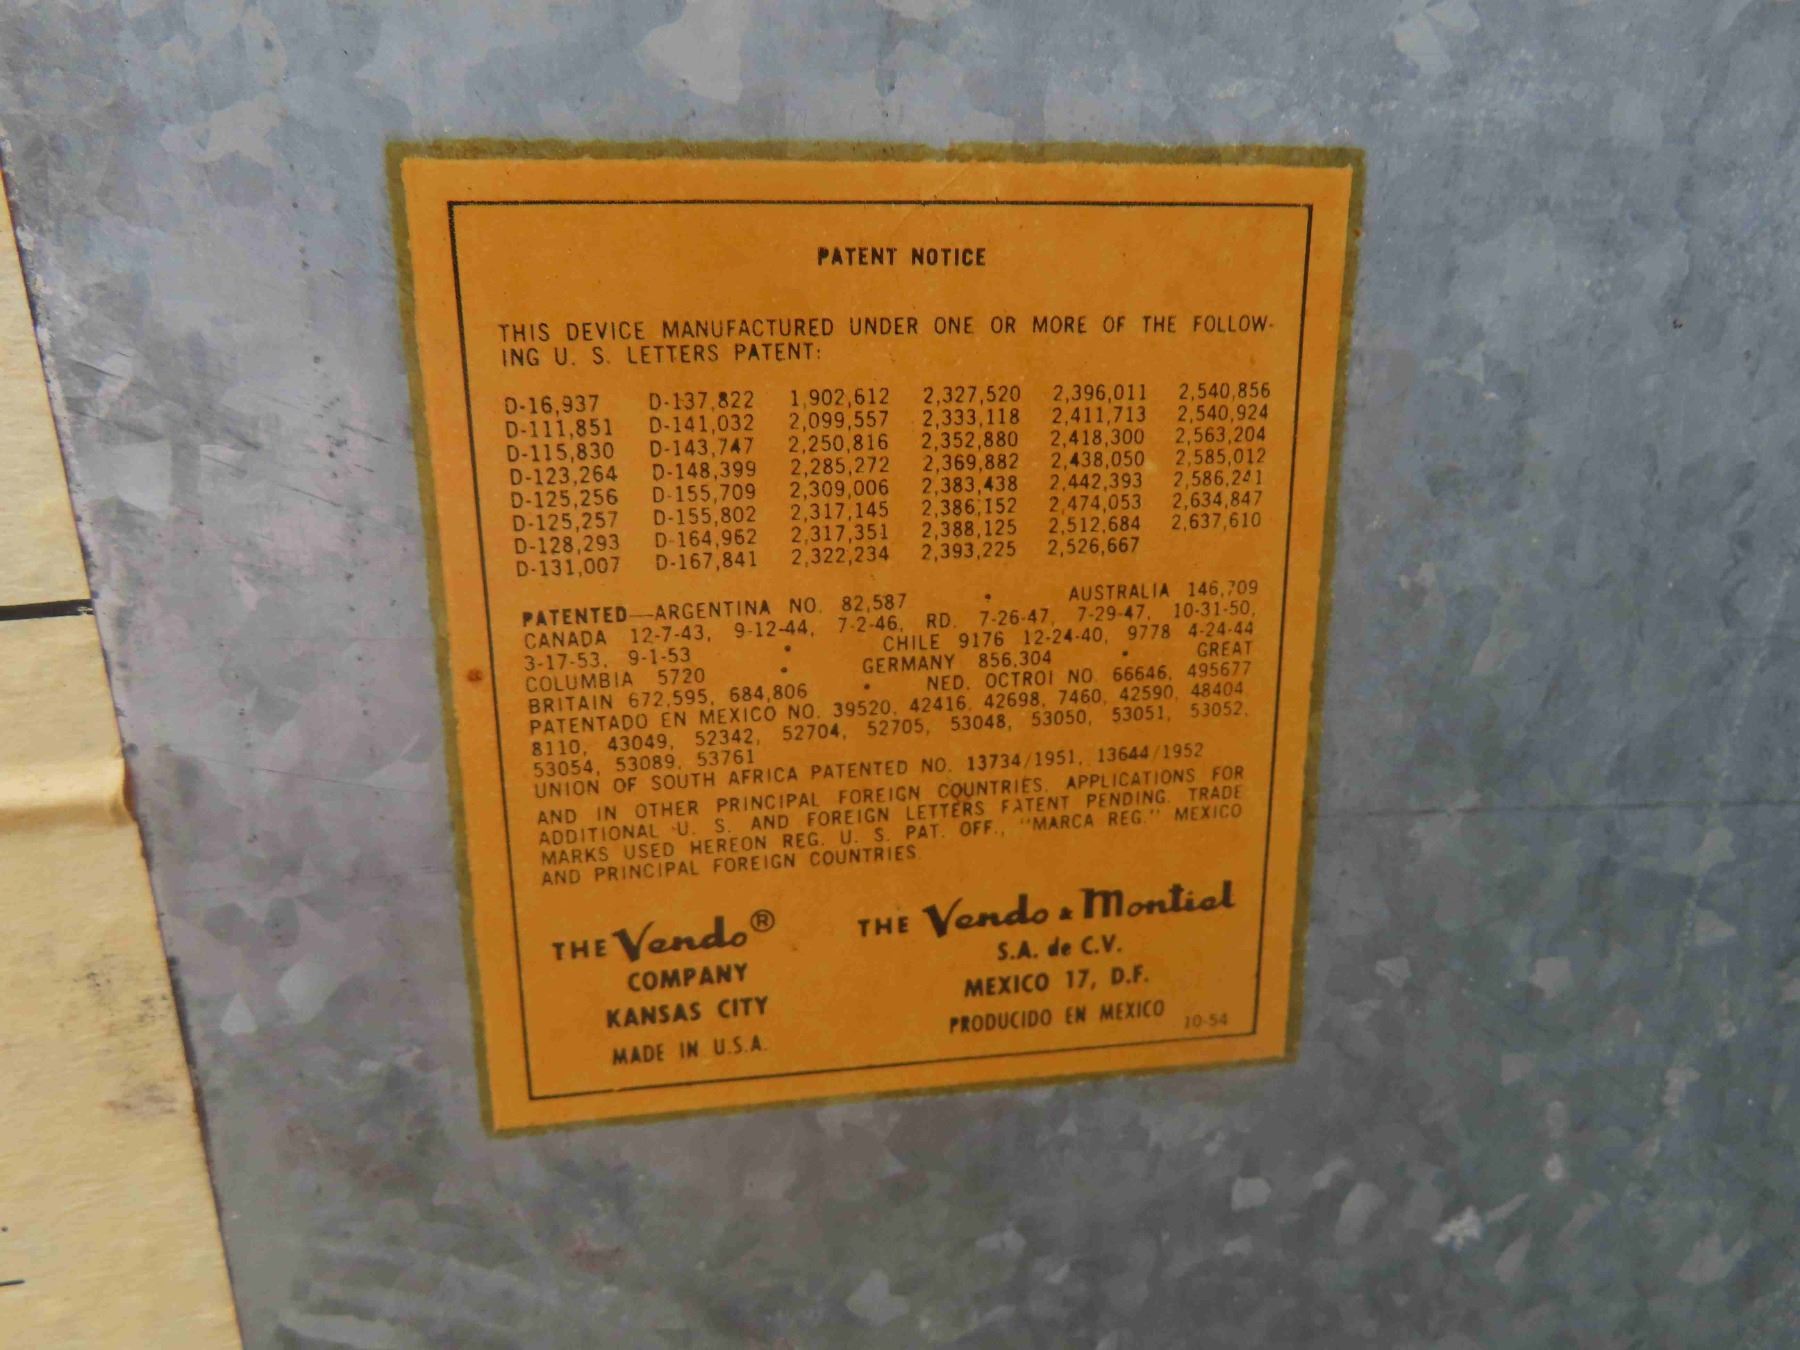 PATENT NOTICE
THIS DEVICE MANUFACTURED UNDER ONE OR MORE OF THE FOLLOW-
ING U. S. LETTERS PATENT:
D-16,937 D-137,822 1,902,612 2,327,520 2,396,011 2,540,856
D-111,851 D-141,032 2,099,557 2,333,118 2,411,713 2,540,924
D-115,830 D-143,747 2,250,816 2,352,880 2,418,300 2,563,204
D-123,264 D-148,399 2,285,272 2,369,882 2,438,050 2,585,012
D-125,256 D-155,709 2,309,006 2,383,438 2,442,393 2,586,241
D-125,257 D-155,802 2,317,145 2,386,152 2,474,053 2,634,847
D-128,293 D-164,962 2,317,351 2,388,125 2,512,684 2,637,610
D-131,007 D-167,841 2,322,234 2,393,225 2,526,667
PATENTED—ARGENTINA NO. 82,587 • AUSTRALIA 146,709
CANADA 12-7-43, 9-12-44, 7-2-46, RD. 7-26-47, 7-29-47, 10-31-50,
3-17-53, 9-1-53 • CHILE 9176 12-24-40, 9778 4-24-44
COLUMBIA 5720 • GERMANY 856,304 • GREAT
BRITAIN 672,595, 684,806 • NED. OCTROI NO. 66646, 495677
PATENTADO EN MEXICO NO. 39520, 42416, 42698, 7460, 42590, 48404,
8110, 43049, 52342, 52704, 52705, 53048, 53050, 53051, 53052,
53054, 53089, 53761
UNION OF SOUTH AFRICA PATENTED NO. 13734/1951, 13644/1952
AND IN OTHER PRINCIPAL FOREIGN COUNTRIES. APPLICATIONS FOR
ADDITIONAL U. S. AND FOREIGN LETTERS PATENT PENDING. TRADE
MARKS USED HEREON REG. U. S. PAT. OFF., "MARCA REG." MEXICO
AND PRINCIPAL FOREIGN COUNTRIES.
THE Vendo®
COMPANY
KANSAS CITY
MADE IN U.S.A.
THE Vendo & Montiel
S.A. de C.V.
MEXICO 17, D.F.
PRODUCIDO EN MEXICO 10-54